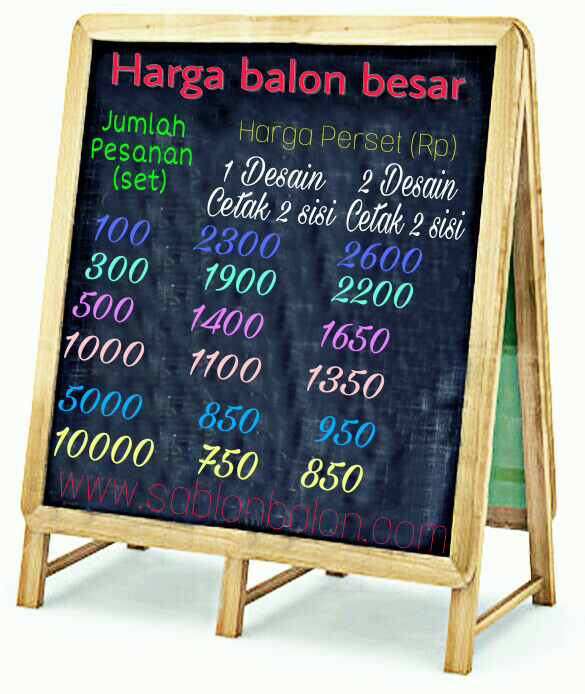 Harga balon besar
Jumlah Pesanan (set)
Harga Perset (Rp)
1 Desain Cetak 2 sisi
2 Desain Cetak 2 sisi
100 2300 2600
300 1900 2200
500 1400 1650
1000 1100 1350
5000 850 950
10000 750 850
www.sablonbalon.com